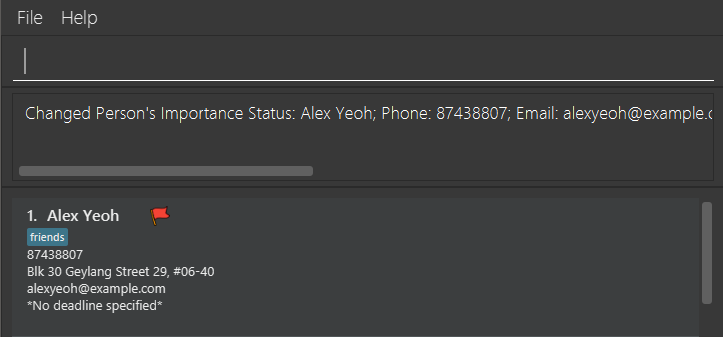 File Help
Changed Person's Importance Status: Alex Yeoh; Phone: 87438807; Email: alexyeoh@example.c
1. Alex Yeoh
friends
87438807
Blk 30 Geylang Street 29, #06-40
alexyeoh@example.com
*No deadline specified*